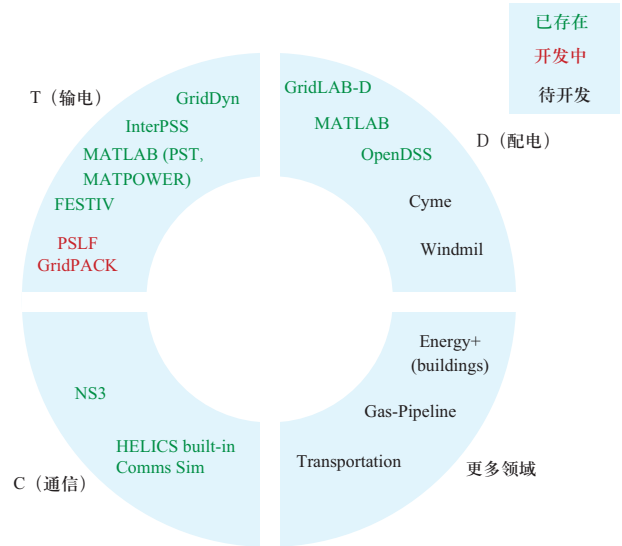 已存在
开发中
待开发
T（输电）
GridDyn
InterPSS
MATLAB (PST,
MATPOWER)
FESTIV
PSLF
GridPACK
GridLAB-D
MATLAB
OpenDSS
D（配电）
Cyme
Windmil
NS3
HELICS built-in
Comms Sim
C（通信）
Energy+
(buildings)
Gas-Pipeline
Transportation
更多领域